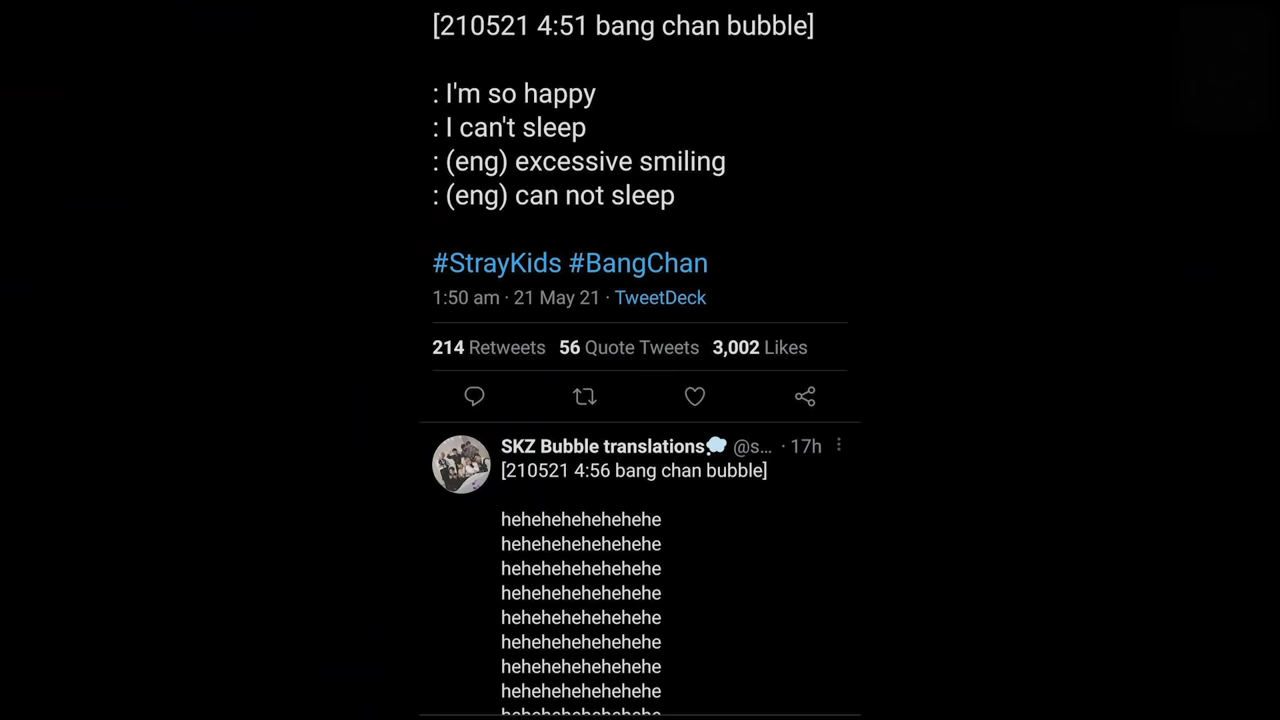 [210521 4:51 bang chan bubble]
: I'm so happy
: I can't sleep
: (eng) excessive smiling
: (eng) can not sleep
#StrayKids #BangChan
1:50 am · 21 May 21 · TweetDeck
214 Retweets 56 Quote Tweets 3,002 Likes
SKZ Bubble translations @s... · 17h
[210521 4:56 bang chan bubble]
hehehehehehehehe
hehehehehehehehe
hehehehehehehehe
hehehehehehehehe
hehehehehehehehe
hehehehehehehehe
hehehehehehehehe
hehehehehehehehe